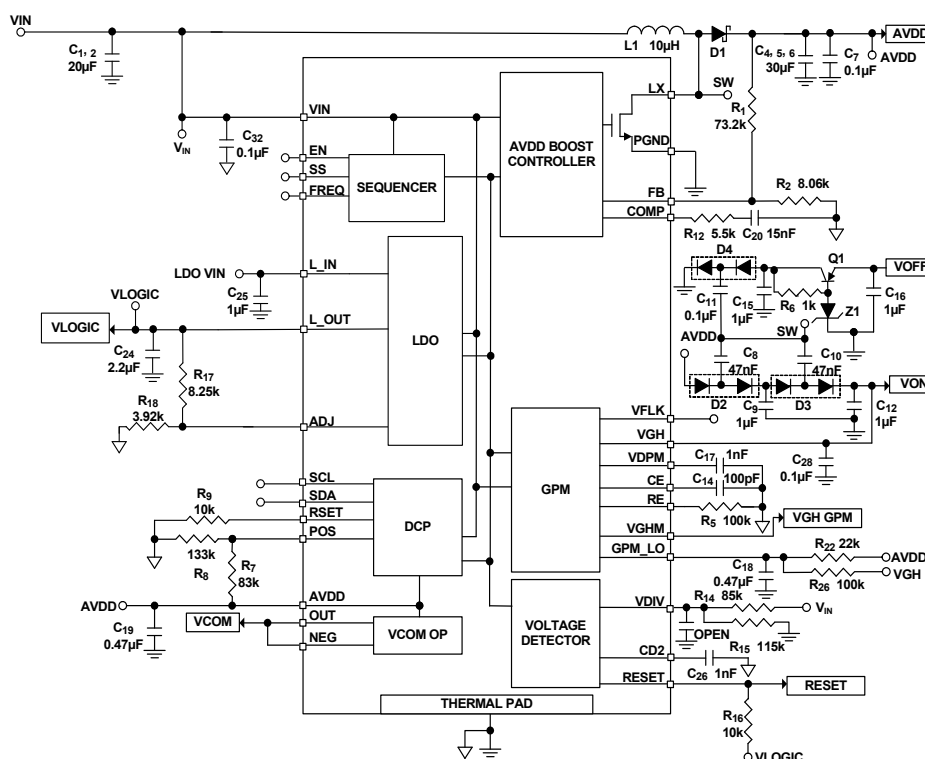 VIN
C1, 2
20µF
L1 10µH
D1
C4, 5, 6
30µF
C7
0.1µF
AVDD
AVDD
LX
SW
R1
73.2k
VIN
VIN
C32
0.1µF
AVDD BOOST
CONTROLLER
PGND
EN
SS
FREQ
SEQUENCER
FB
COMP
R2 8.06k
R12 5.5k
C20 15nF
D4
Q1
VOFF
LDO VIN
L_IN
C25
1µF
C11
0.1µF
C15
1µF
R6 1k
Z1
C16
1µF
VLOGIC
VLOGIC
L_OUT
LDO
C24
2.2µF
R17
8.25k
R18
3.92k
ADJ
AVDD
SW
C8
47nF
C10
47nF
VON
D2
C9
1µF
D3
C12
1µF
VFLK
VGH
GPM
VDPM
C17 1nF
C28
0.1µF
CE
C14 100pF
RE
R5 100k
VGHM
VGH GPM
GPM_LO
R22 22k
AVDD
C18
0.47µF
R26 100k
VGH
SCL
SDA
RSET
POS
DCP
R9
10k
133k
R8
R7
83k
AVDD
AVDD
C19
0.47µF
VCOM
OUT
NEG
VCOM OP
VOLTAGE
DETECTOR
VDIV
R14
85k
VIN
OPEN
R15 115k
CD2
C26 1nF
RESET
RESET
R16
10k
VLOGIC
THERMAL PAD